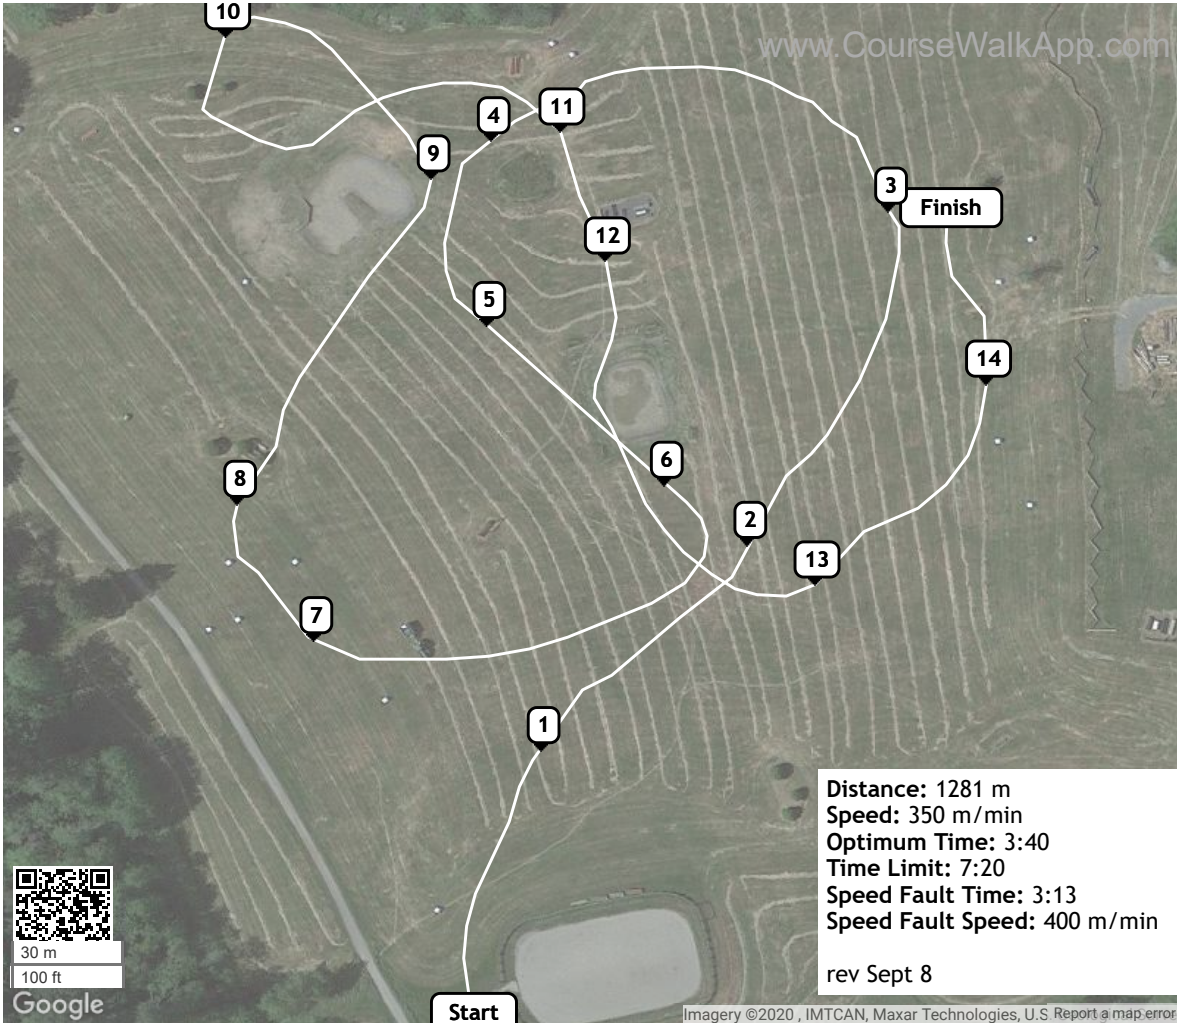 10
www.CourseWalkApp.com
11
4
9
3
Finish
12
5
14
6
8
2
13
7
1
Distance: 1281 m
Speed: 350 m/min
Optimum Time: 3:40
Time Limit: 7:20
Speed Fault Time: 3:13
Speed Fault Speed: 400 m/min
rev Sept 8
30 m
100 ft
Google
Start
Imagery ©2020 , IMTCAN, Maxar Technologies, U.S.
Report a map error